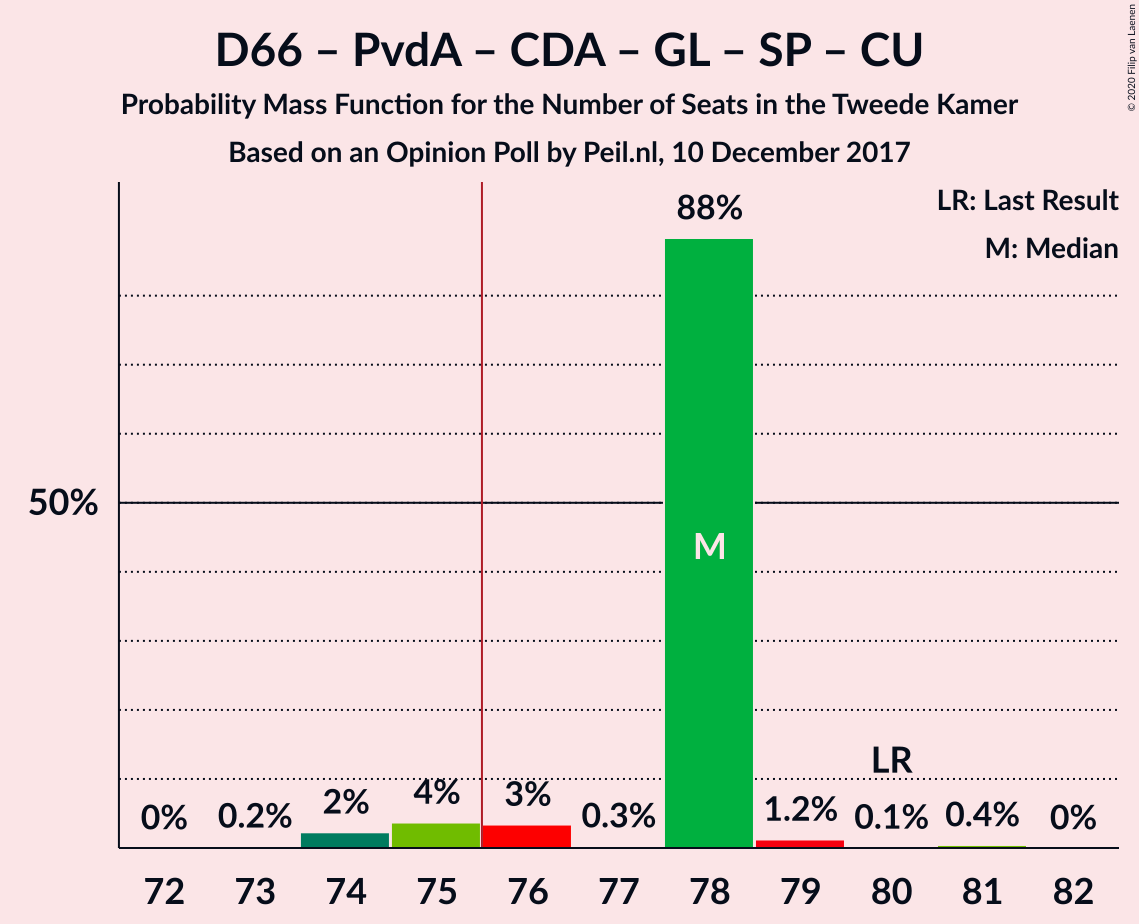 D66 – PvdA – CDA – GL – SP – CU
Probability Mass Function for the Number of Seats in the Tweede Kamer
Based on an Opinion Poll by Peil.nl, 10 December 2017
© 2020 Filip van Laenen
LR: Last Result
M: Median
88%
50%
M
LR
0% 0.2% 2% 4% 3% 0.3% 1.2% 0.1% 0.4% 0%
72 73 74 75 76 77 78 79 80 81 82